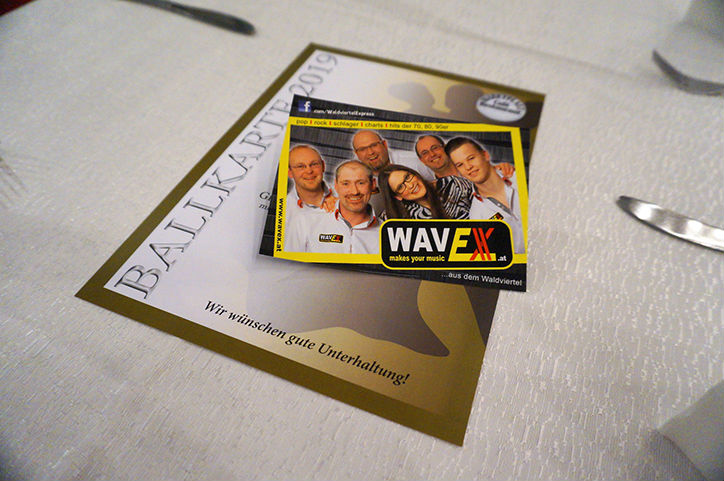 BALLKARTE 2019
f .com/WaldviertelExpress
pop I rock I schlager I charts I hits der 70, 80, 90er
www.wavex.at
WAVEX
WAVEX.at
makes your music
...aus dem Waldviertel
Wir wünschen gute Unterhaltung!